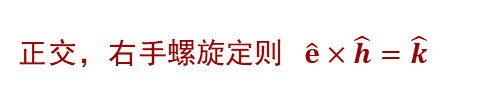 正交，右手螺旋定则 ê × ĥ = k̂